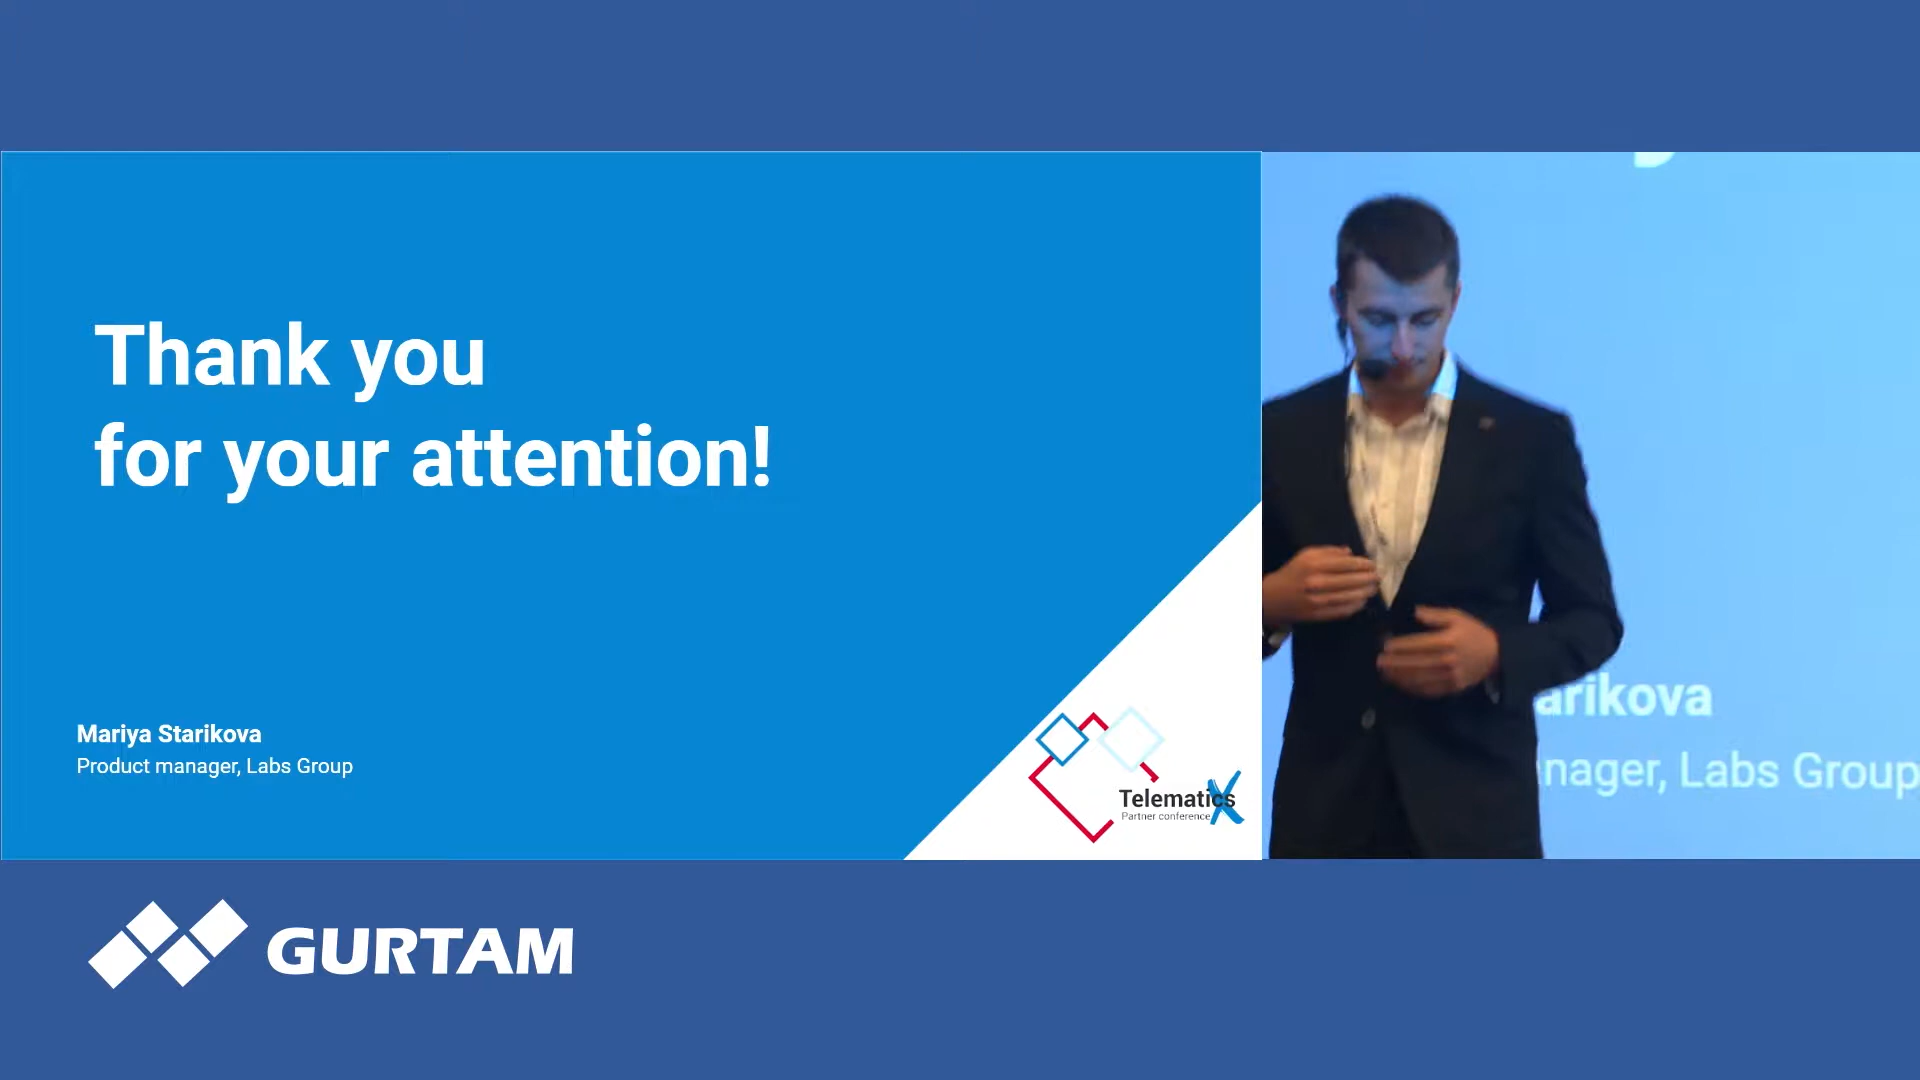 Thank you
for your attention!
Mariya Starikova
Product manager, Labs Group
Telematics X
Partner conference
arikova
nager, Labs Group
GURTAM